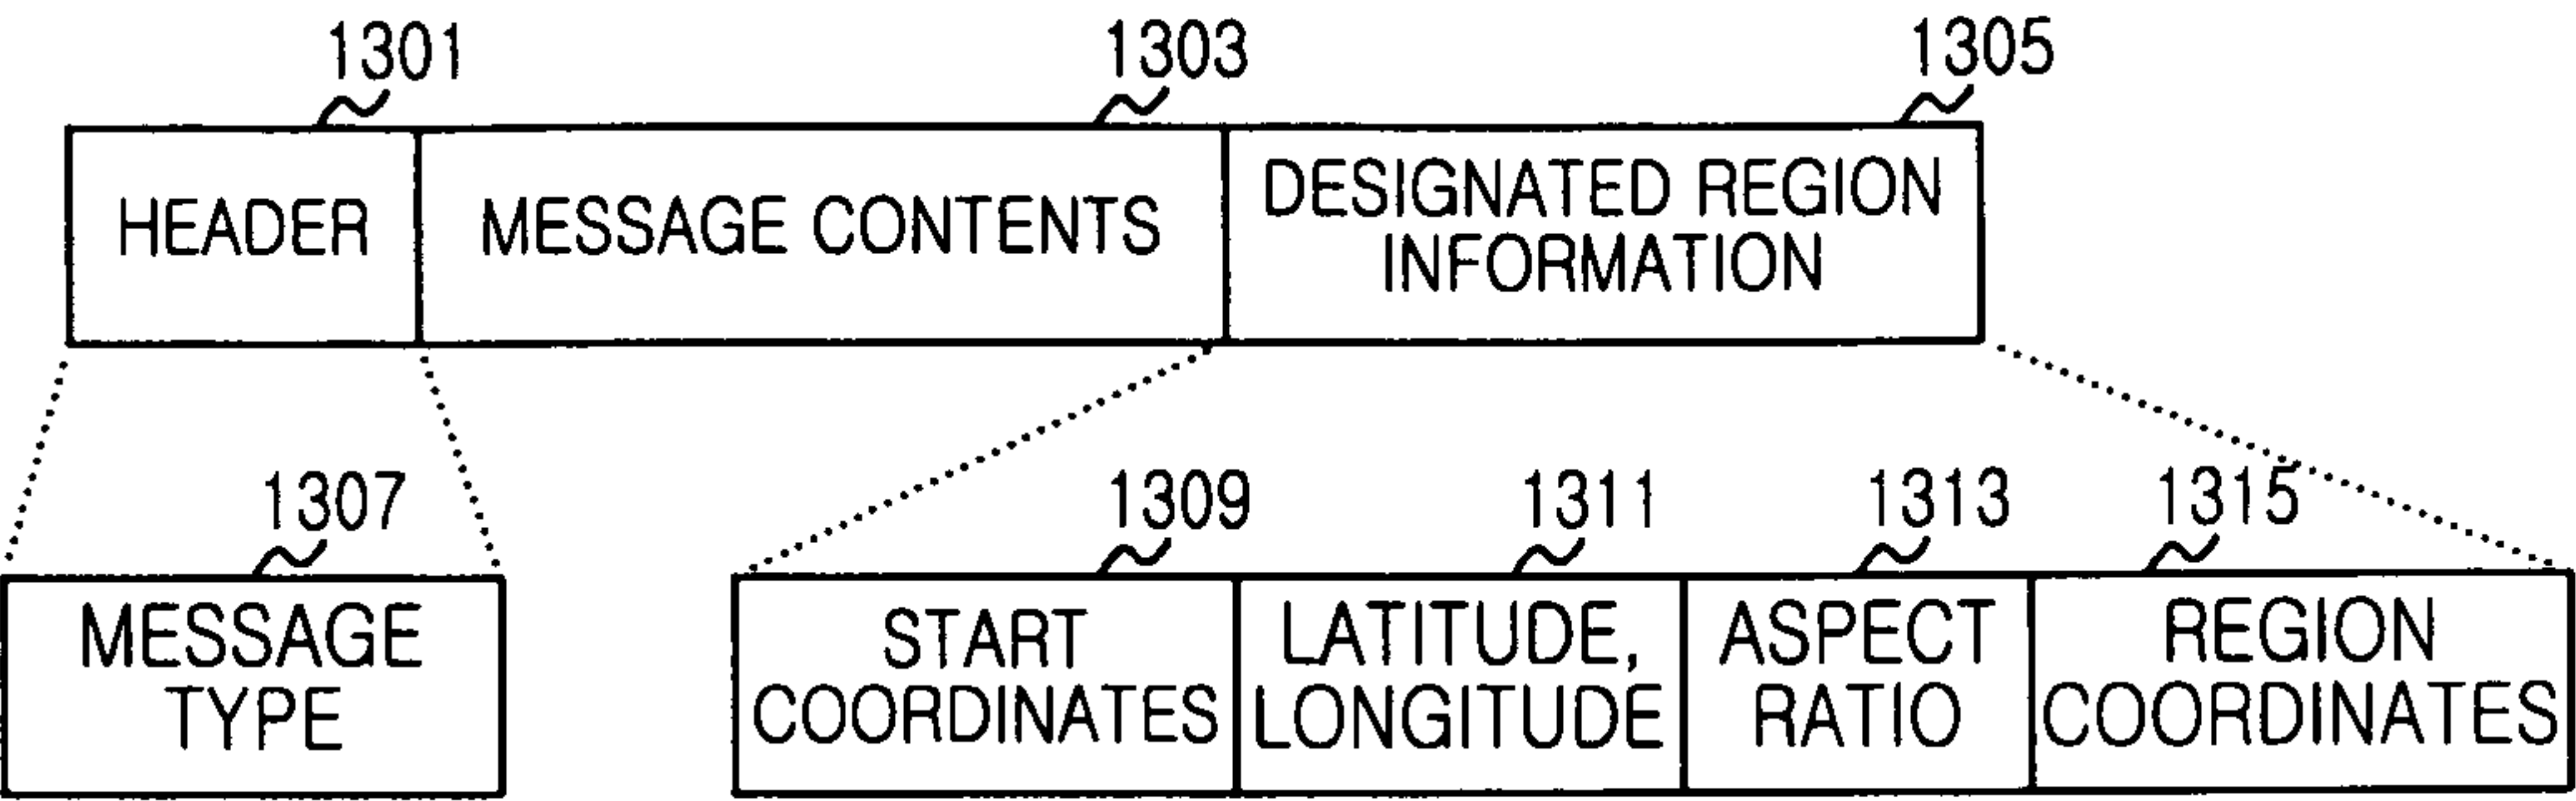 1301 1303 1305
HEADER MESSAGE CONTENTS DESIGNATED REGION
INFORMATION
1307 1309 1311 1313 1315
MESSAGE TYPE
START COORDINATES
LATITUDE, LONGITUDE
ASPECT RATIO
REGION COORDINATES